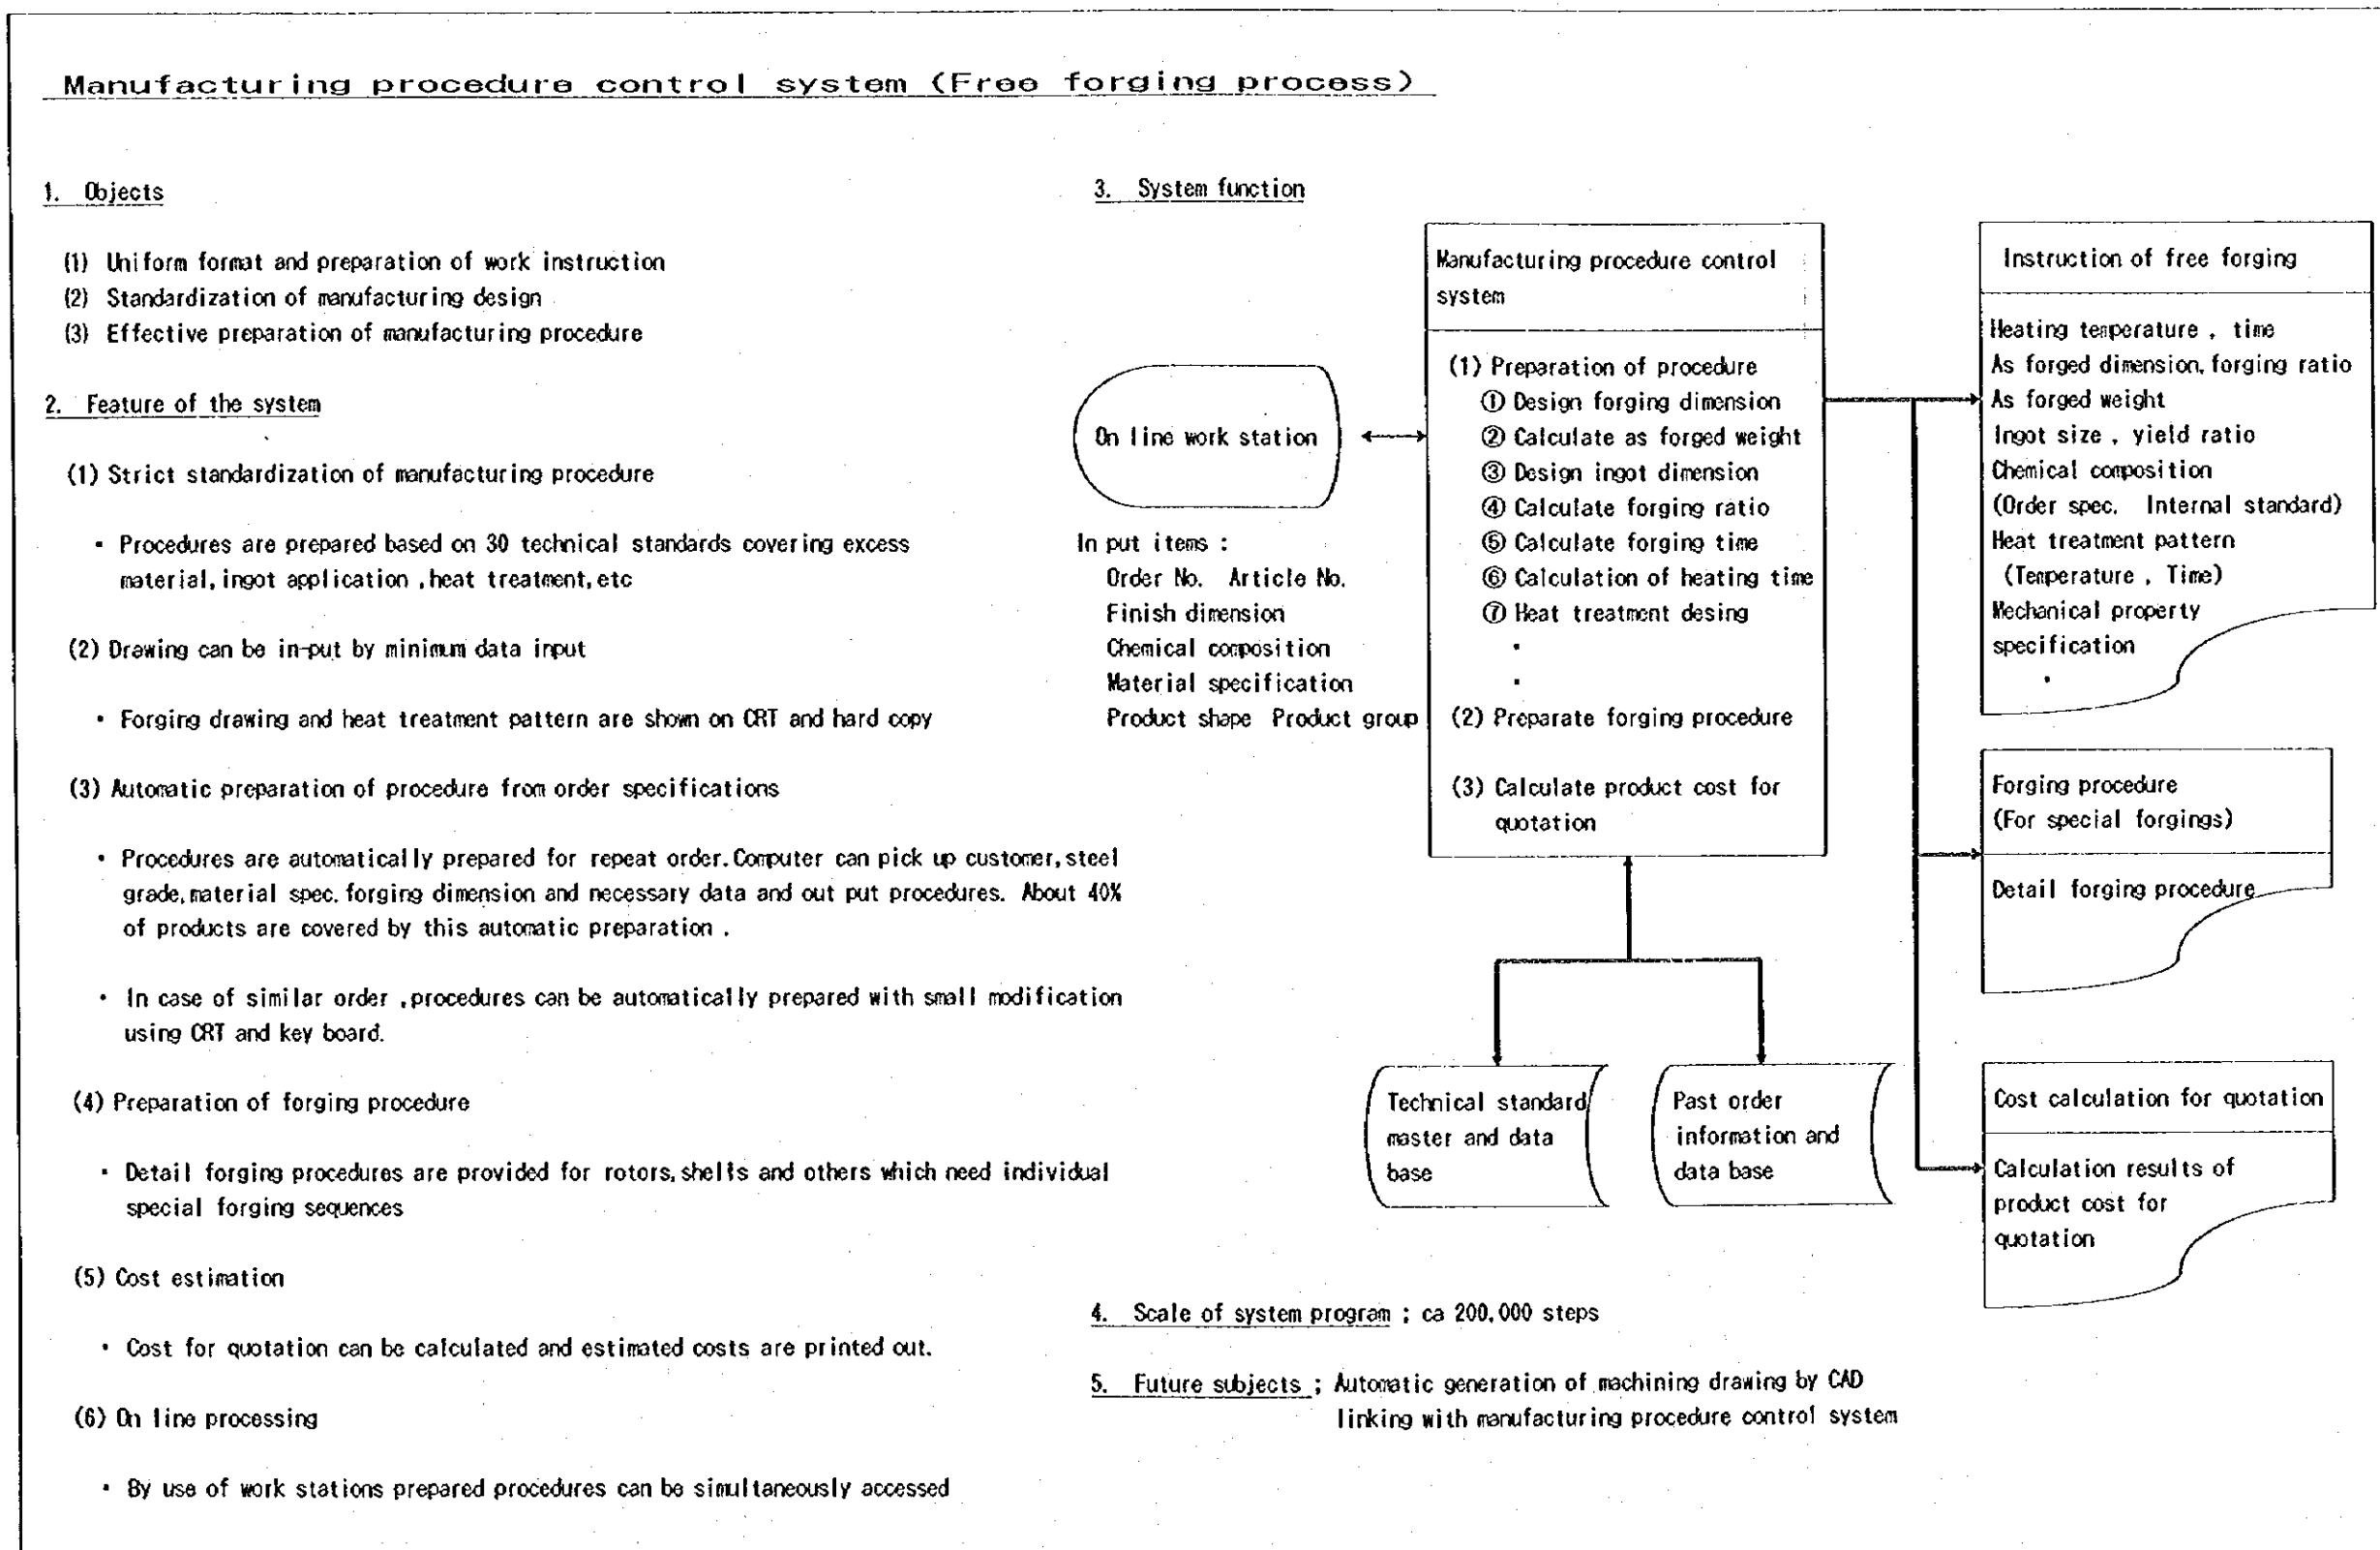 Manufacturing procedure control system (Free forging process)
1. Objects
(1) Uniform format and preparation of work instruction
(2) Standardization of manufacturing design
(3) Effective preparation of manufacturing procedure
2. Feature of the system
(1) Strict standardization of manufacturing procedure
・ Procedures are prepared based on 30 technical standards covering excess
material, ingot application ,heat treatment, etc
(2) Drawing can be in-put by minimum data input
・ Forging drawing and heat treatment pattern are shown on CRT and hard copy
(3) Automatic preparation of procedure from order specifications
・ Procedures are automatically prepared for repeat order. Computer can pick up customer, steel
grade, material spec. forging dimension and necessary data and out put procedures. About 40%
of products are covered by this automatic preparation .
・ In case of similar order ,procedures can be automatically prepared with small modification
using CRT and key board.
(4) Preparation of forging procedure
・ Detail forging procedures are provided for rotors, shells and others which need individual
special forging sequences
(5) Cost estimation
・ Cost for quotation can be calculated and estimated costs are printed out.
(6) On line processing
・ By use of work stations prepared procedures can be simultaneously accessed
3. System function
On line work station
In put items :
Order No. Article No.
Finish dimension
Chemical composition
Material specification
Product shape Product group
Manufacturing procedure control
system
(1) Preparation of procedure
① Design forging dimension
② Calculate as forged weight
③ Design ingot dimension
④ Calculate forging ratio
⑤ Calculate forging time
⑥ Calculation of heating time
⑦ Heat treatment desing
・
・
(2) Preparate forging procedure
(3) Calculate product cost for
quotation
Technical standard
master and data
base
Past order
information and
data base
Instruction of free forging
Heating temperature , time
As forged dimension, forging ratio
As forged weight
Ingot size , yield ratio
Chemical composition
(Order spec. Internal standard)
Heat treatment pattern
(Temperature , Time)
Mechanical property
specification
・
Forging procedure
(For special forgings)
Detail forging procedure
Cost calculation for quotation
Calculation results of
product cost for
quotation
4. Scale of system program ; ca 200,000 steps
5. Future subjects ; Automatic generation of machining drawing by CAD
linking with manufacturing procedure control system